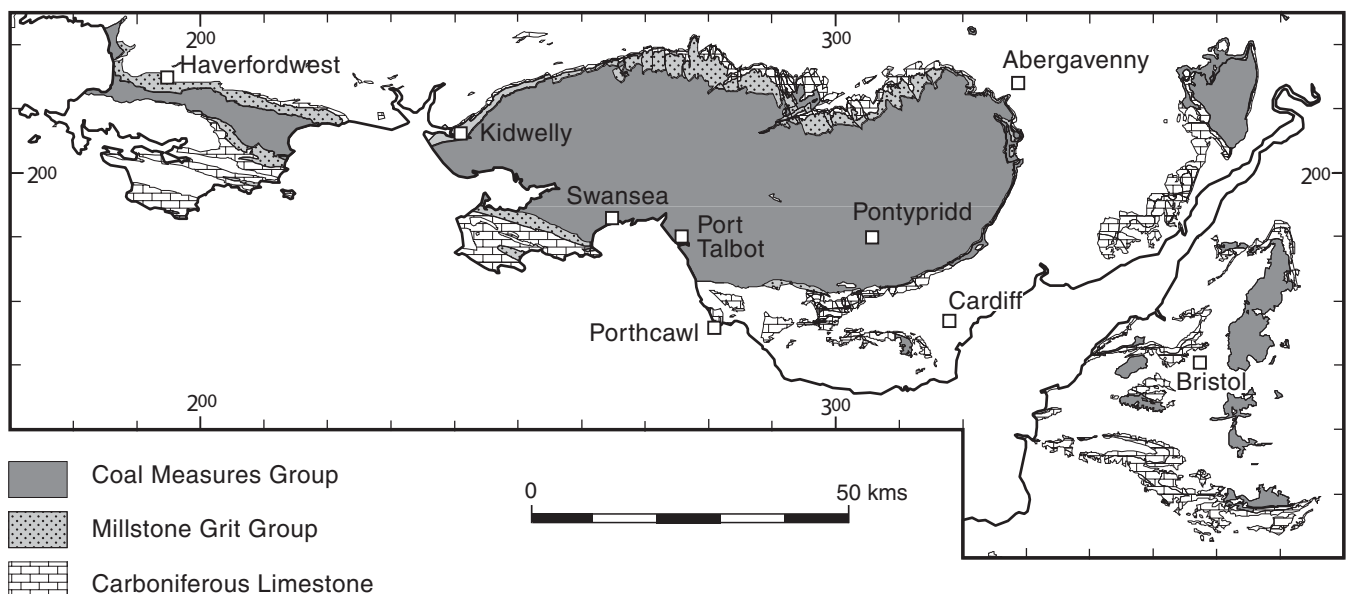 200
300
Haverfordwest
Abergavenny
Kidwelly
200
200
Swansea
Pontypridd
Port
Talbot
Cardiff
Porthcawl
Bristol
200
300
Coal Measures Group
0
50 kms
Millstone Grit Group
Carboniferous Limestone